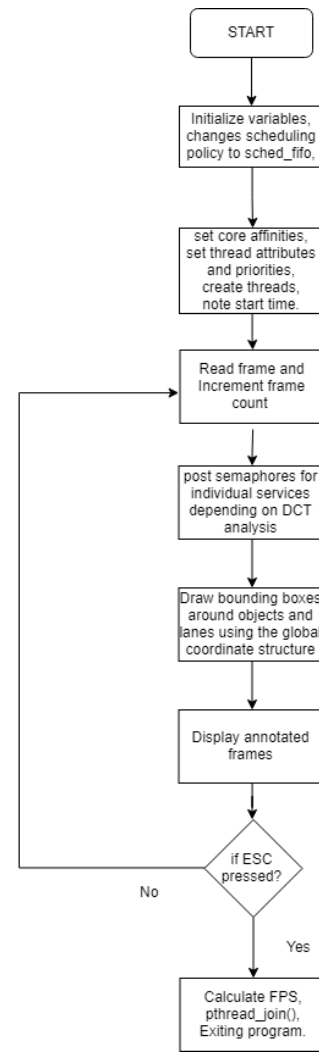 START
Initialize variables,
changes scheduling
policy to sched_fifo,
set core affinities,
set thread attributes
and priorities,
create threads,
note start time.
Read frame and
Increment frame
count
post semaphores for
individual services
depending on DCT
analysis
Draw bounding boxes
around objects and
lanes using the global
coordinate structure
Display annotated
frames
if ESC
pressed?
No
Yes
Calculate FPS,
pthread_join(),
Exiting program.